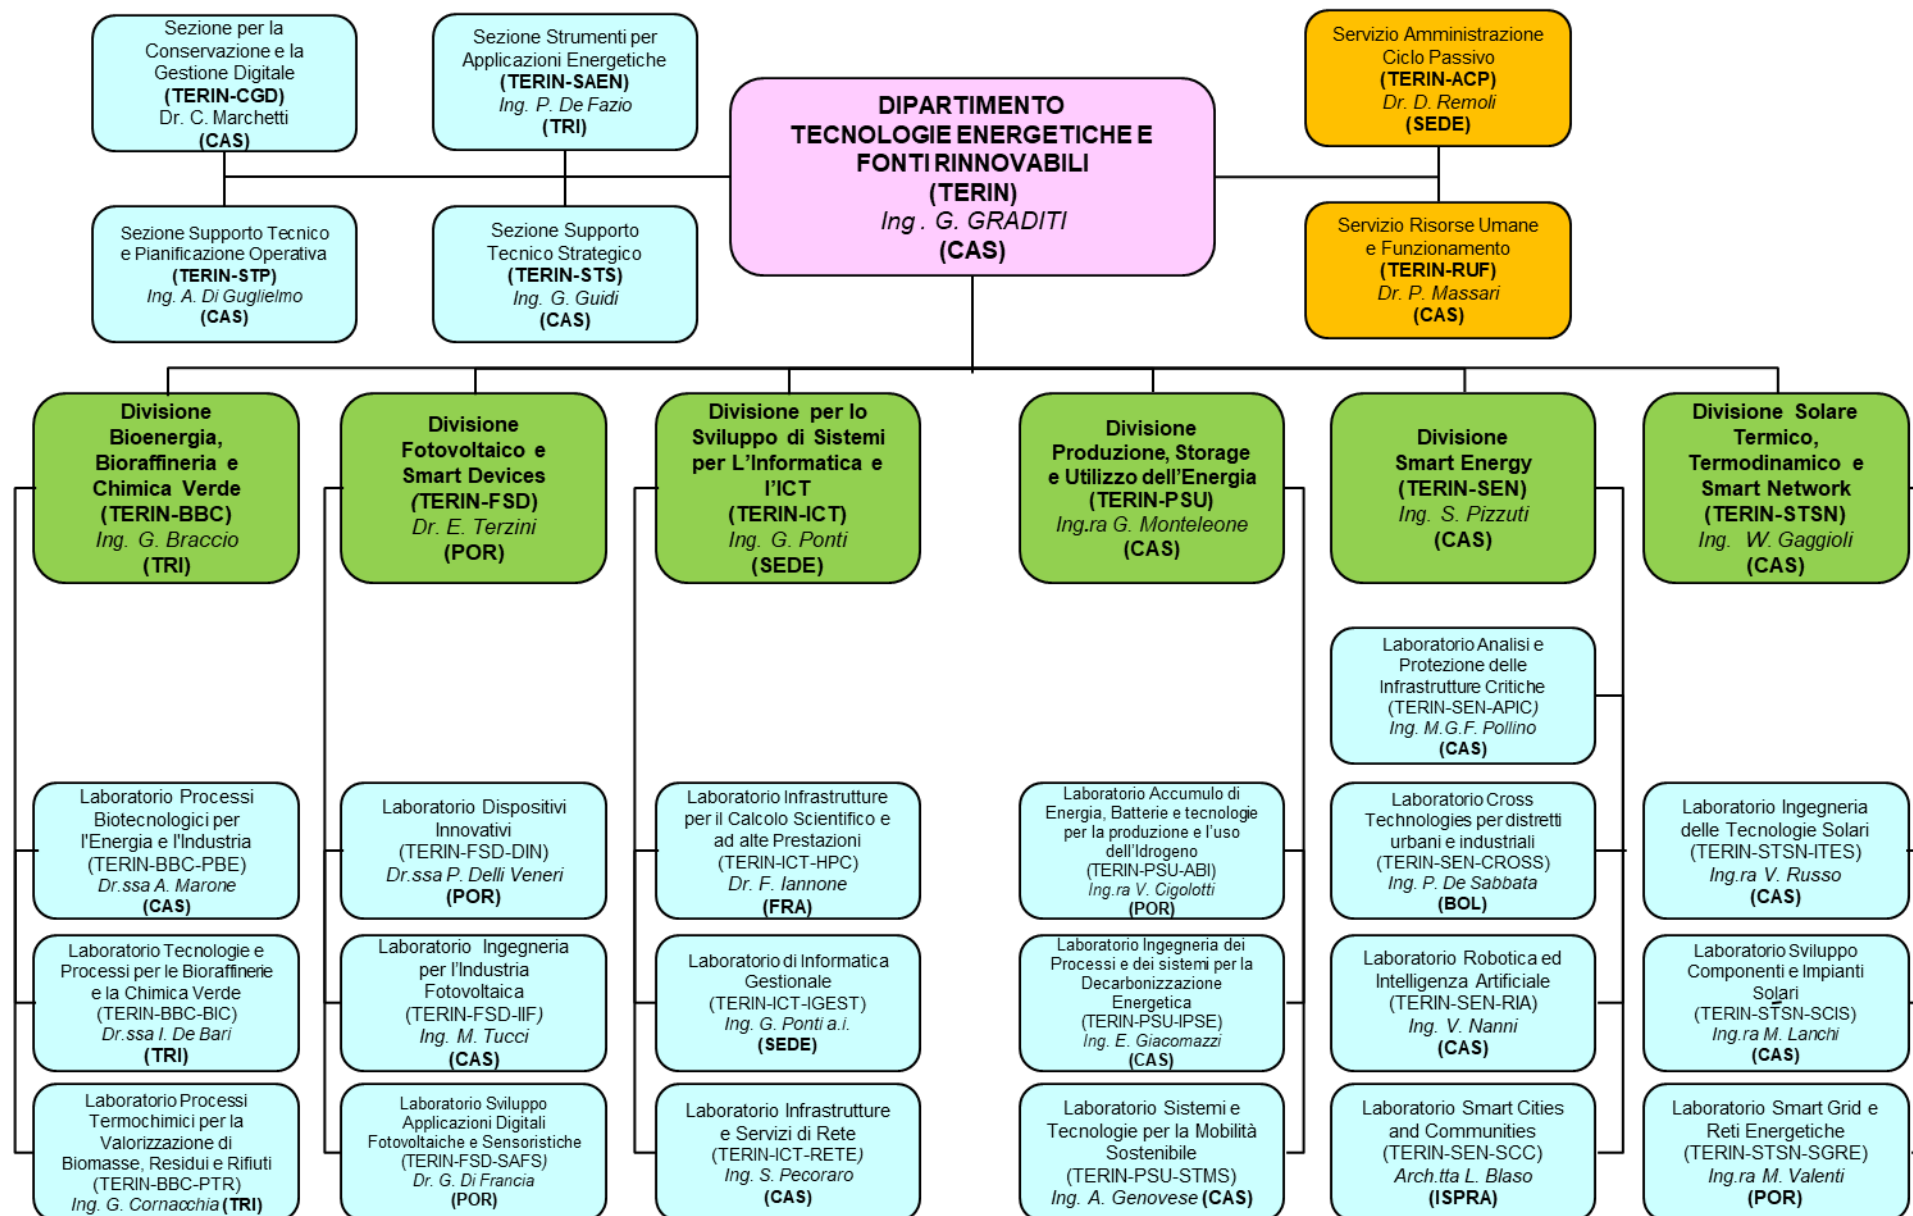 Sezione per la
Conservazione e la
Gestione Digitale
(TERIN-CGD)
Dr. C. Marchetti
(CAS)
Sezione Strumenti per
Applicazioni Energetiche
(TERIN-SAEN)
Ing. P. De Fazio
(TRI)
DIPARTIMENTO
TECNOLOGIE ENERGETICHE E
FONTI RINNOVABILI
(TERIN)
Ing . G. GRADITI
(CAS)
Servizio Amministrazione
Ciclo Passivo
(TERIN-ACP)
Dr. D. Remoli
(SEDE)
Sezione Supporto Tecnico
e Pianificazione Operativa
(TERIN-STP)
Ing. A. Di Guglielmo
(CAS)
Sezione Supporto
Tecnico Strategico
(TERIN-STS)
Ing. G. Guidi
(CAS)
Servizio Risorse Umane
e Funzionamento
(TERIN-RUF)
Dr. P. Massari
(CAS)
Divisione
Bioenergia,
Bioraffineria e
Chimica Verde
(TERIN-BBC)
Ing. G. Braccio
(TRI)
Divisione
Fotovoltaico e
Smart Devices
(TERIN-FSD)
Dr. E. Terzini
(POR)
Divisione per lo
Sviluppo di Sistemi
per L'Informatica e
l'ICT
(TERIN-ICT)
Ing. G. Ponti
(SEDE)
Divisione
Produzione, Storage
e Utilizzo dell'Energia
(TERIN-PSU)
Ing.ra G. Monteleone
(CAS)
Divisione
Smart Energy
(TERIN-SEN)
Ing. S. Pizzuti
(CAS)
Divisione Solare
Termico,
Termodinamico e
Smart Network
(TERIN-STSN)
Ing. W. Gaggioli
(CAS)
Laboratorio Analisi e
Protezione delle
Infrastrutture Critiche
(TERIN-SEN-APIC)
Ing. M.G.F. Pollino
(CAS)
Laboratorio Processi
Biotecnologici per
l'Energia e l'Industria
(TERIN-BBC-PBE)
Dr.ssa A. Marone
(CAS)
Laboratorio Dispositivi
Innovativi
(TERIN-FSD-DIN)
Dr.ssa P. Delli Veneri
(POR)
Laboratorio Infrastrutture
per il Calcolo Scientifico e
ad alte Prestazioni
(TERIN-ICT-HPC)
Dr. F. Iannone
(FRA)
Laboratorio Accumulo di
Energia, Batterie e tecnologie
per la produzione e l'uso
dell'Idrogeno
(TERIN-PSU-ABI)
Ing.ra V. Cigolotti
(POR)
Laboratorio Cross
Technologies per distretti
urbani e industriali
(TERIN-SEN-CROSS)
Ing. P. De Sabbata
(BOL)
Laboratorio Ingegneria
delle Tecnologie Solari
(TERIN-STSN-ITES)
Ing.ra V. Russo
(CAS)
Laboratorio Tecnologie e
Processi per le Bioraffinerie
e la Chimica Verde
(TERIN-BBC-BIC)
Dr.ssa I. De Bari
(TRI)
Laboratorio Ingegneria
per l'Industria
Fotovoltaica
(TERIN-FSD-IIF)
Ing. M. Tucci
(CAS)
Laboratorio di Informatica
Gestionale
(TERIN-ICT-IGEST)
Ing. G. Ponti a.i.
(SEDE)
Laboratorio Ingegneria dei
Processi e dei sistemi per la
Decarbonizzazione
Energetica
(TERIN-PSU-IPSE)
Ing. E. Giacomazzi
(CAS)
Laboratorio Robotica ed
Intelligenza Artificiale
(TERIN-SEN-RIA)
Ing. V. Nanni
(CAS)
Laboratorio Sviluppo
Componenti e Impianti
Solari
(TERIN-STSN-SCIS)
Ing.ra M. Lanchi
(CAS)
Laboratorio Processi
Termochimici per la
Valorizzazione di
Biomasse, Residui e Rifiuti
(TERIN-BBC-PTR)
Ing. G. Cornacchia (TRI)
Laboratorio Sviluppo
Applicazioni Digitali
Fotovoltaiche e Sensoristiche
(TERIN-FSD-SAFS)
Dr. G. Di Francia
(POR)
Laboratorio Infrastrutture
e Servizi di Rete
(TERIN-ICT-RETE)
Ing. S. Pecoraro
(CAS)
Laboratorio Sistemi e
Tecnologie per la Mobilità
Sostenibile
(TERIN-PSU-STMS)
Ing. A. Genovese (CAS)
Laboratorio Smart Cities
and Communities
(TERIN-SEN-SCC)
Arch.tta L. Blaso
(ISPRA)
Laboratorio Smart Grid e
Reti Energetiche
(TERIN-STSN-SGRE)
Ing.ra M. Valenti
(POR)